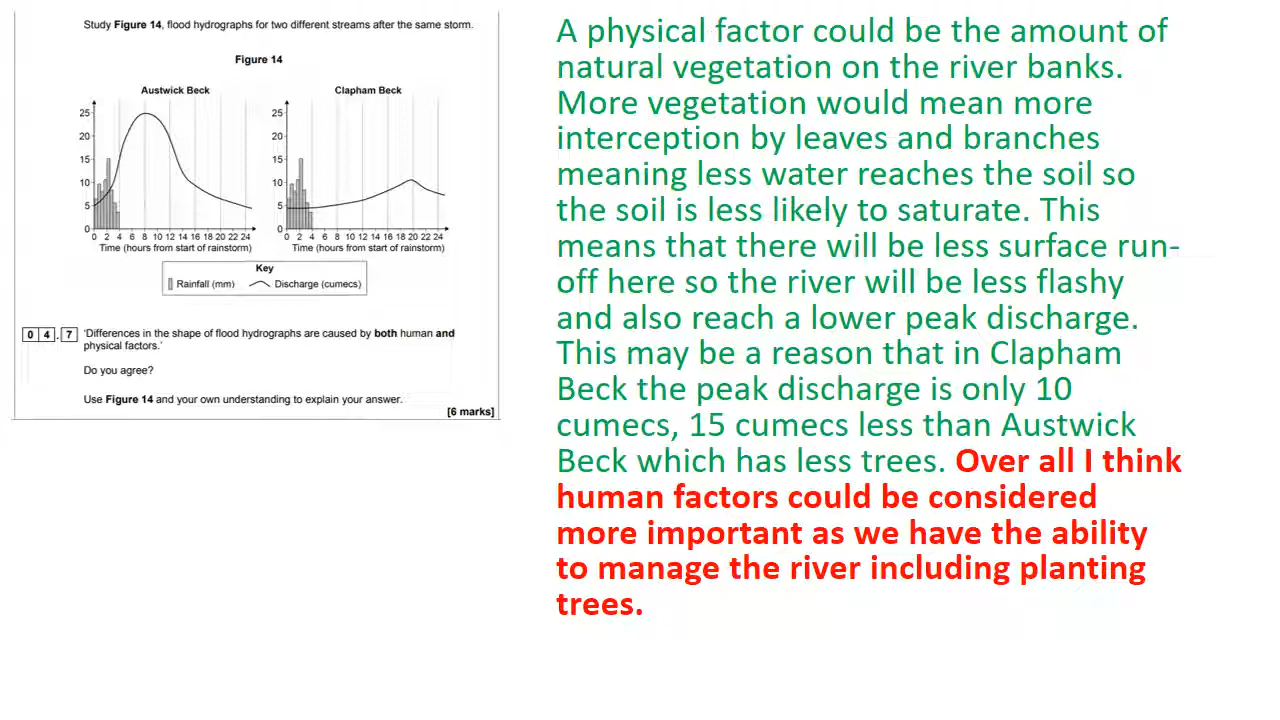 Study Figure 14, flood hydrographs for two different streams after the same storm.
Figure 14
Austwick Beck
25
20
15
10
5
0
0 2 4 6 8 10 12 14 16 18 20 22 24
Time (hours from start of rainstorm)
Clapham Beck
25
20
15
10
5
0
0 2 4 6 8 10 12 14 16 18 20 22 24
Time (hours from start of rainstorm)
Key
Rainfall (mm) Discharge (cumecs)
0 4 . 7 'Differences in the shape of flood hydrographs are caused by both human and
physical factors.'
Do you agree?
Use Figure 14 and your own understanding to explain your answer.
[6 marks]
A physical factor could be the amount of
natural vegetation on the river banks.
More vegetation would mean more
interception by leaves and branches
meaning less water reaches the soil so
the soil is less likely to saturate. This
means that there will be less surface run-
off here so the river will be less flashy
and also reach a lower peak discharge.
This may be a reason that in Clapham
Beck the peak discharge is only 10
cumecs, 15 cumecs less than Austwick
Beck which has less trees. Over all I think
human factors could be considered
more important as we have the ability
to manage the river including planting
trees.